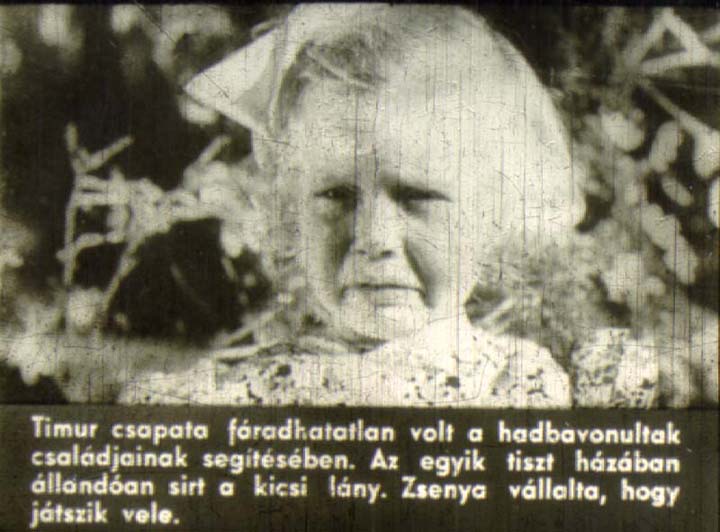 Timur csapata fáradhatatlan volt a hadbavonultak
családjainak segítésében. Az egyik tiszt házában
állandóan sirt a kicsi lány. Zsenya vállalta, hogy
játszik vele.